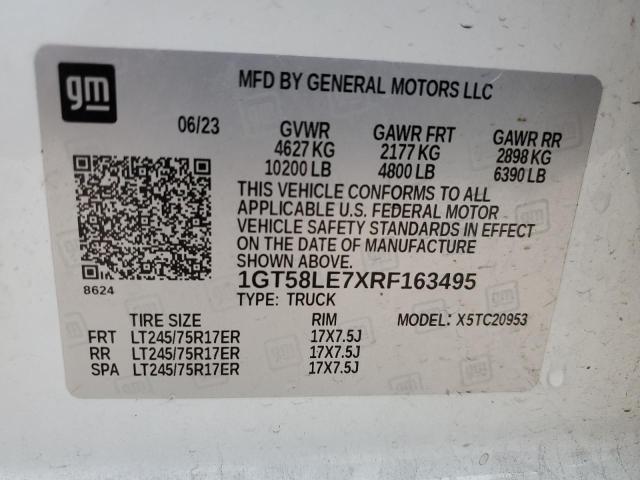 gm
MFD BY GENERAL MOTORS LLC
06/23 GVWR GAWR FRT GAWR RR
4627 KG 2177 KG 2898 KG
10200 LB 4800 LB 6390 LB
THIS VEHICLE CONFORMS TO ALL
APPLICABLE U.S. FEDERAL MOTOR
VEHICLE SAFETY STANDARDS IN EFFECT
ON THE DATE OF MANUFACTURE
SHOWN ABOVE.
8624
1GT58LE7XRF163495
TYPE: TRUCK
TIRE SIZE RIM MODEL: X5TC20953
FRT LT245/75R17ER 17X7.5J
RR LT245/75R17ER 17X7.5J
SPA LT245/75R17ER 17X7.5J